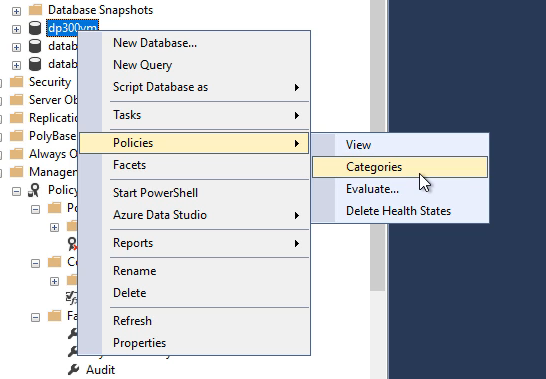 Database Snapshots
dp300vm
datab
datab
Security
Server Ob
Replicatio
PolyBase
Always O
Manager
Policy
Po
Co
Fa
Audit
New Database...
New Query
Script Database as
Tasks
Policies
Facets
Start PowerShell
Azure Data Studio
Reports
Rename
Delete
Refresh
Properties
View
Categories
Evaluate...
Delete Health States